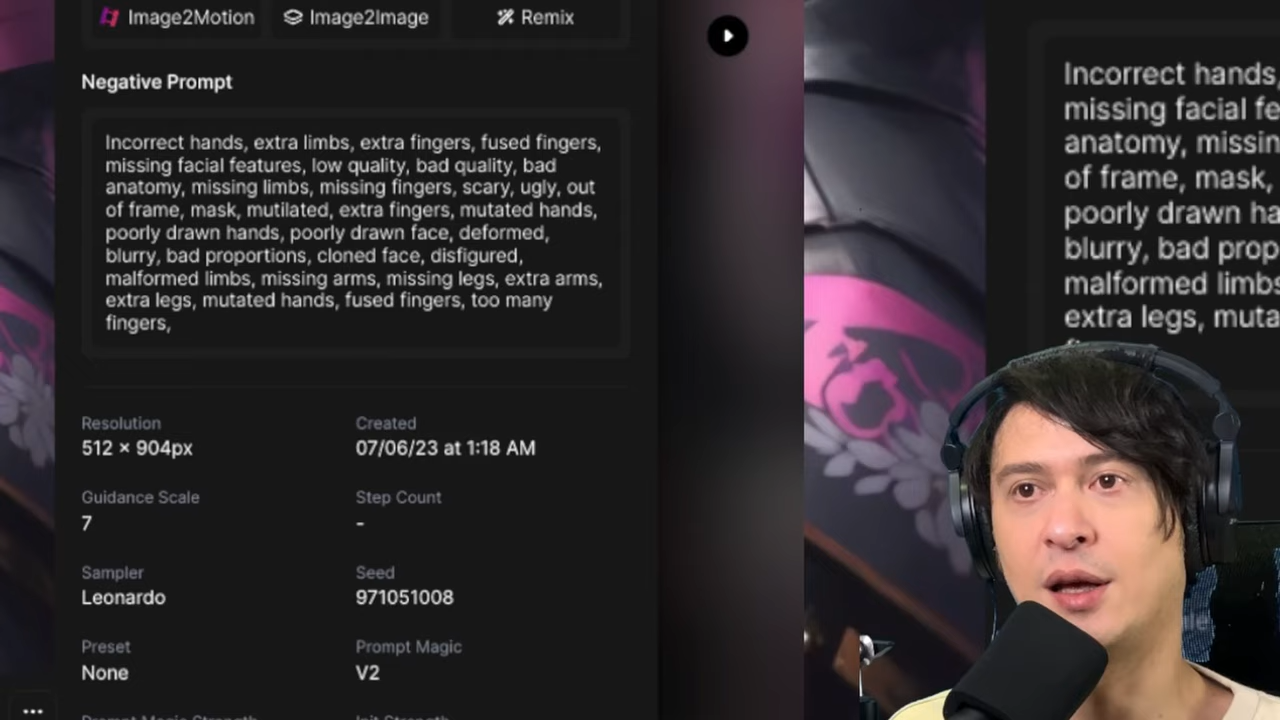 Image2Motion
Image2Image
Remix
Negative Prompt
Incorrect hands, extra limbs, extra fingers, fused fingers,
missing facial features, low quality, bad quality, bad
anatomy, missing limbs, missing fingers, scary, ugly, out
of frame, mask, mutilated, extra fingers, mutated hands,
poorly drawn hands, poorly drawn face, deformed,
blurry, bad proportions, cloned face, disfigured,
malformed limbs, missing arms, missing legs, extra arms,
extra legs, mutated hands, fused fingers, too many
fingers,
Resolution
512 × 904px
Created
07/06/23 at 1:18 AM
Guidance Scale
7
Step Count
-
Sampler
Leonardo
Seed
971051008
Preset
None
Prompt Magic
V2
Incorrect hands,
missing facial fe
anatomy, missin
of frame, mask,
poorly drawn ha
blurry, bad prop
malformed limbs
extra legs, muta